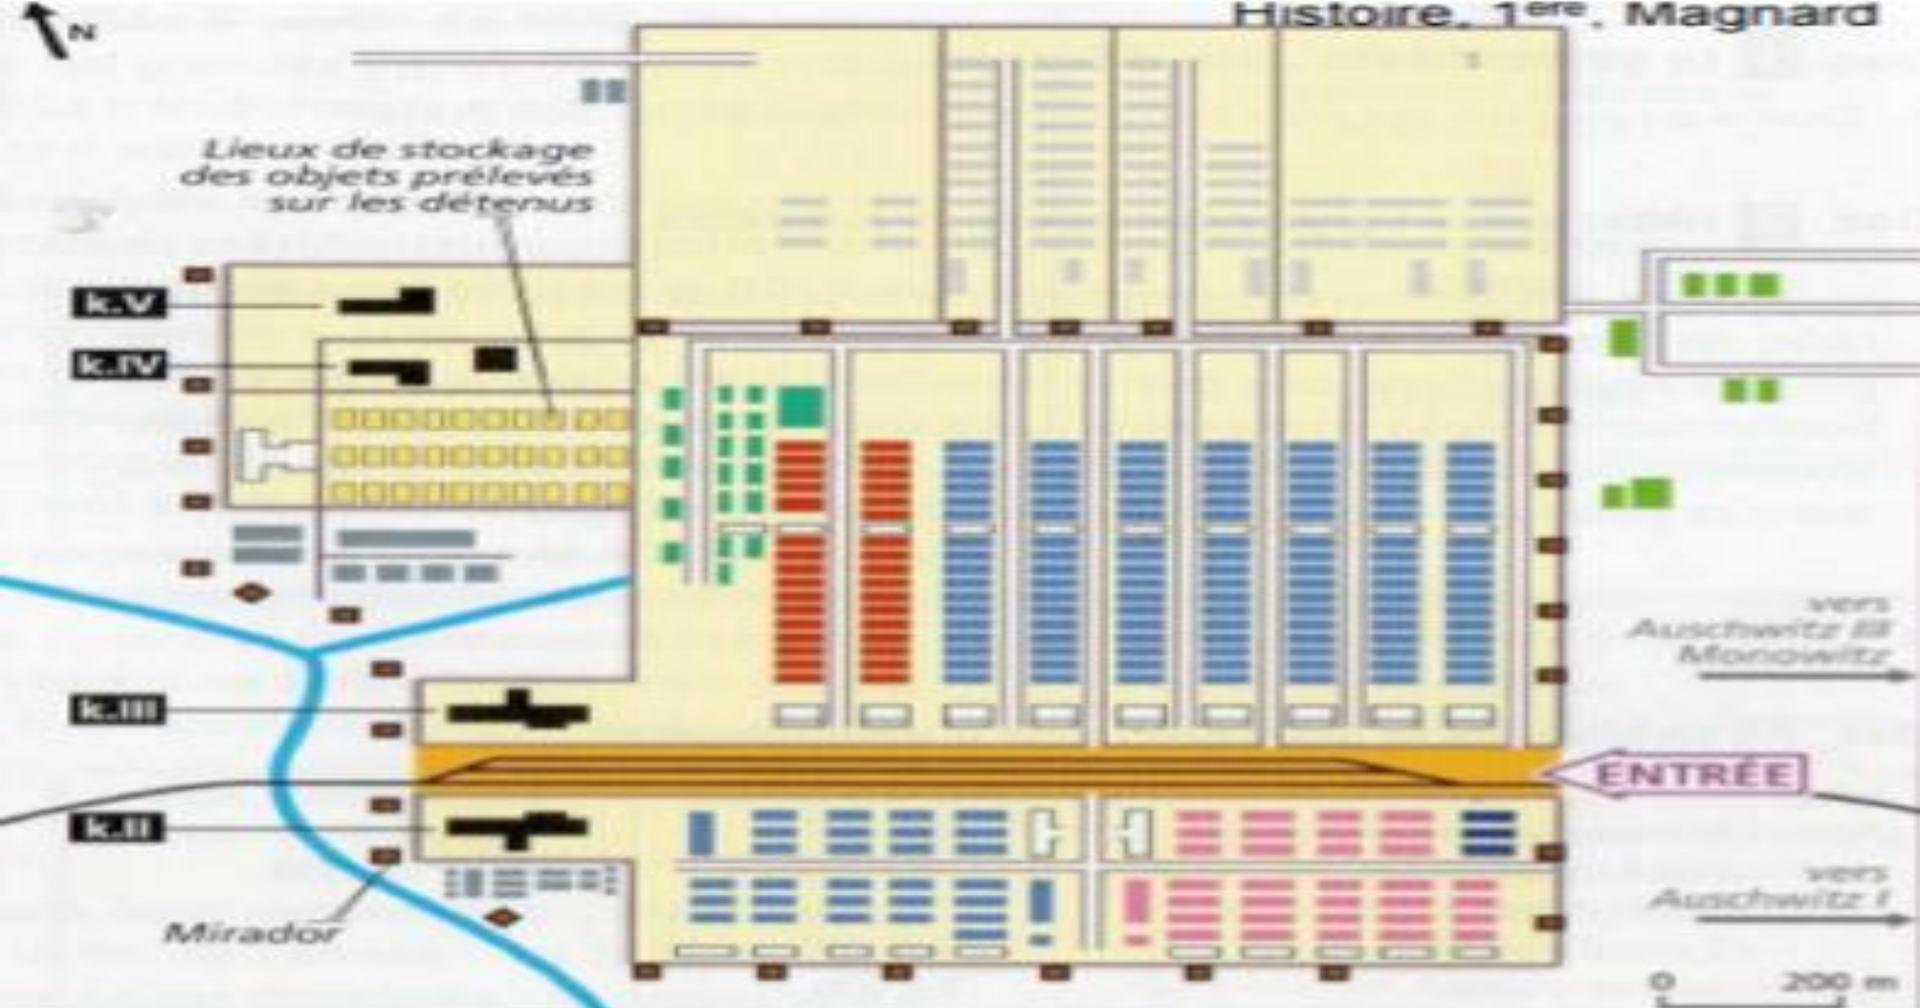 Histoire, 1ère, Magnard
N
Lieux de stockage
des objets prélevés
sur les détenus
k.V
k.IV
k.III
k.II
Mirador
ENTRÉE
vers
Auschwitz III
Monowitz
vers
Auschwitz I
0 200 m